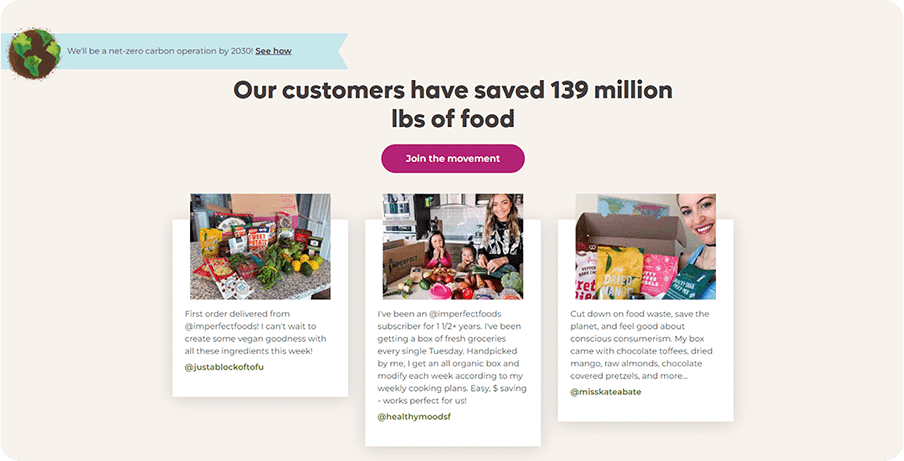 We'll be a net-zero carbon operation by 2030! See how
Our customers have saved 139 million
lbs of food
Join the movement
IMPERFECT
SWEET
DRIED
MANGO
First order delivered from
@imperfectfoods! I can't wait to
create some vegan goodness with
all these ingredients this week!
@justablockoftofu
I've been an @imperfectfoods
subscriber for 1 1/2+ years. I've been
getting a box of fresh groceries
every single Tuesday. Handpicked
by me, I get an all organic box and
modify each week according to my
weekly cooking plans. Easy, $ saving
- works perfect for us!
@healthymoodsf
Cut down on food waste, save the
planet, and feel good about
conscious consumerism. My box
came with chocolate toffees, dried
mango, raw almonds, chocolate
covered pretzels, and more...
@misskateabate